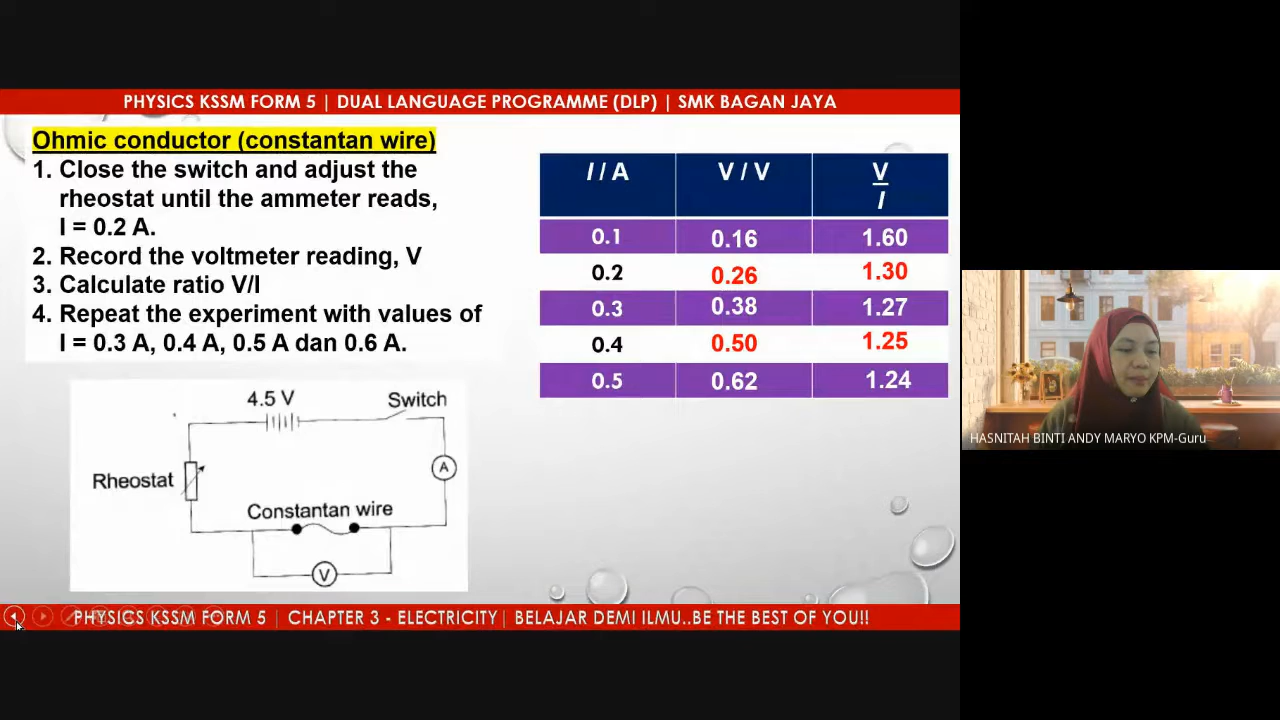 PHYSICS KSSM FORM 5 | DUAL LANGUAGE PROGRAMME (DLP) | SMK BAGAN JAYA
Ohmic conductor (constantan wire)
1. Close the switch and adjust the
rheostat until the ammeter reads,
I = 0.2 A.
2. Record the voltmeter reading, V
3. Calculate ratio V/I
4. Repeat the experiment with values of
I = 0.3 A, 0.4 A, 0.5 A dan 0.6 A.
I / A V / V V/I
0.1 0.16 1.60
0.2 0.26 1.30
0.3 0.38 1.27
0.4 0.50 1.25
0.5 0.62 1.24
4.5 V Switch
A
Rheostat
Constantan wire
V
HASNITAH BINTI ANDY MARYO KPM-Guru
PHYSICS KSSM FORM 5 | CHAPTER 3 - ELECTRICITY| BELAJAR DEMI ILMU..BE THE BEST OF YOU!!